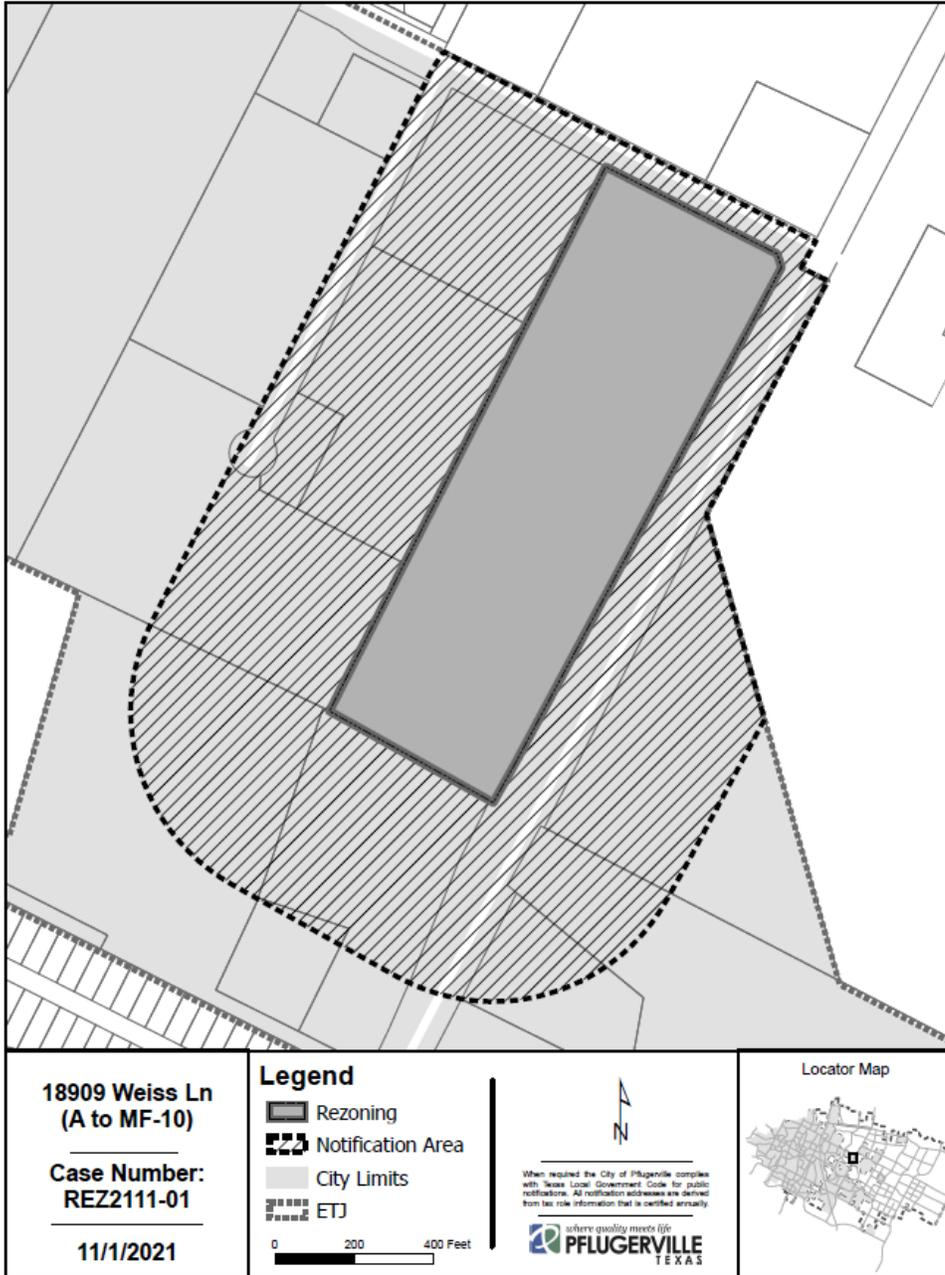 18909 Weiss Ln
(A to MF-10)
Case Number:
REZ2111-01
11/1/2021
Legend
Rezoning
Notification Area
City Limits
ETJ
0 200 400 Feet
N
When required the City of Pflugerville complies
with Texas Local Government Code for public
notifications. All notification addresses are derived
from tax role information that is certified annually.
where quality meets life
PFLUGERVILLE
TEXAS
Locator Map